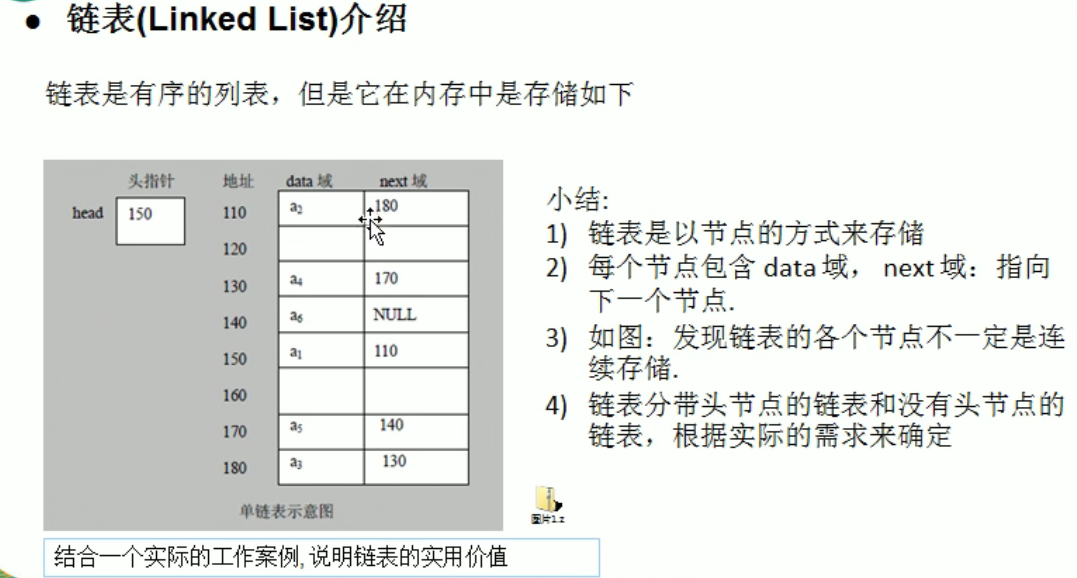 ● 链表(Linked List)介绍
链表是有序的列表，但是它在内存中是存储如下
头指针 地址 data 域 next 域
head 150 110 a₂ 180
120
130 a₄ 170
140 a₆ NULL
150 a₁ 110
160
170 a₅ 140
180 a₃ 130
单链表示意图
小结:
1) 链表是以节点的方式来存储
2) 每个节点包含 data 域， next 域：指向
下一个节点.
3) 如图：发现链表的各个节点不一定是连
续存储.
4) 链表分带头节点的链表和没有头节点的
链表，根据实际的需求来确定
图片1.z
结合一个实际的工作案例, 说明链表的实用价值